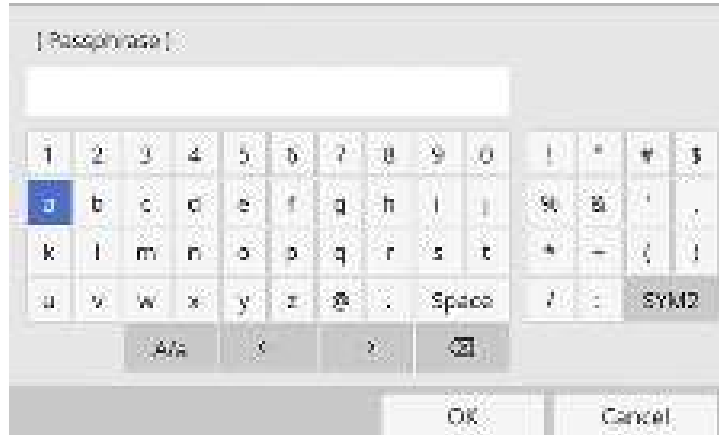 [ Passphrase ]
1 2 3 4 5 6 7 8 9 0 ! " # $
a b c d e f g h i j % & '
k l m n o p q r s t * ( )
u v w x y z @ . Space / : SYM2
A/a < > ⌫
OK Cancel